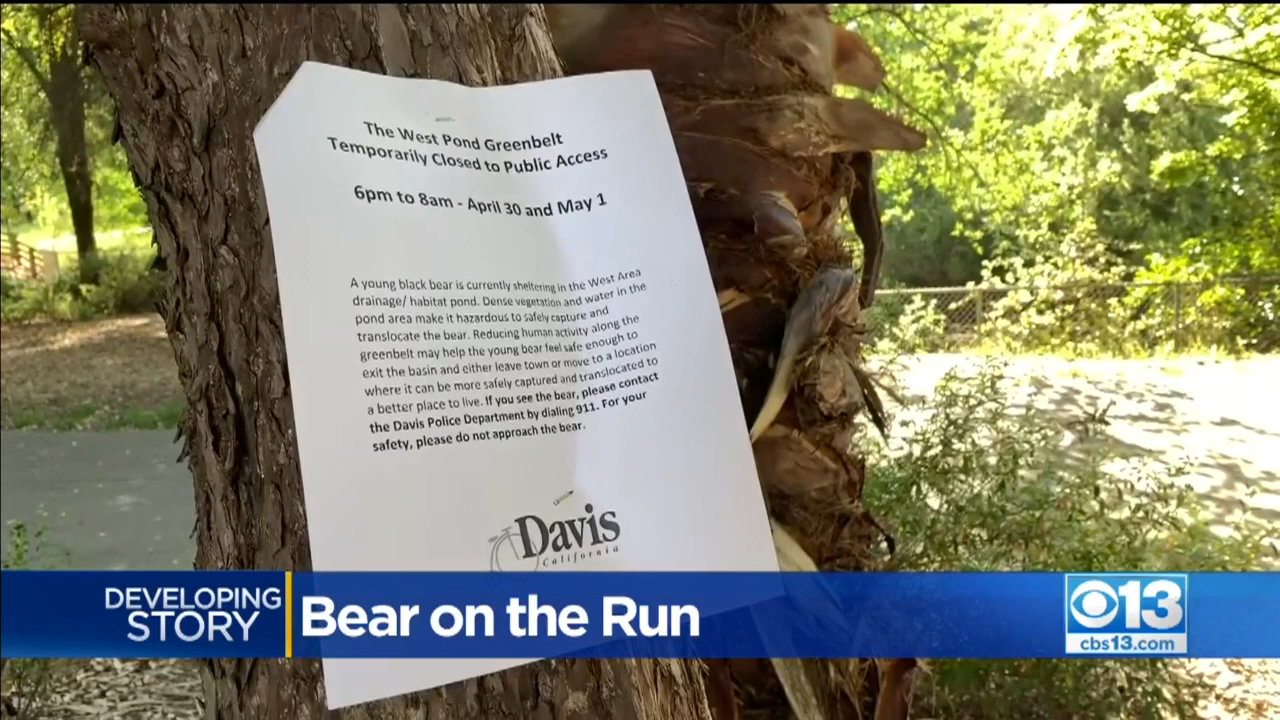 The West Pond Greenbelt
Temporarily Closed to Public Access
6pm to 8am - April 30 and May 1
A young black bear is currently sheltering in the West Area
drainage/ habitat pond. Dense vegetation and water in the
pond area make it hazardous to safely capture and
translocate the bear. Reducing human activity along the
greenbelt may help the young bear feel safe enough to
exit the basin and either leave town or move to a location
where it can be more safely captured and translocated to
a better place to live. If you see the bear, please contact
the Davis Police Department by dialing 911. For your
safety, please do not approach the bear.
Davis
California
DEVELOPING
STORY
Bear on the Run
13
cbs13.com